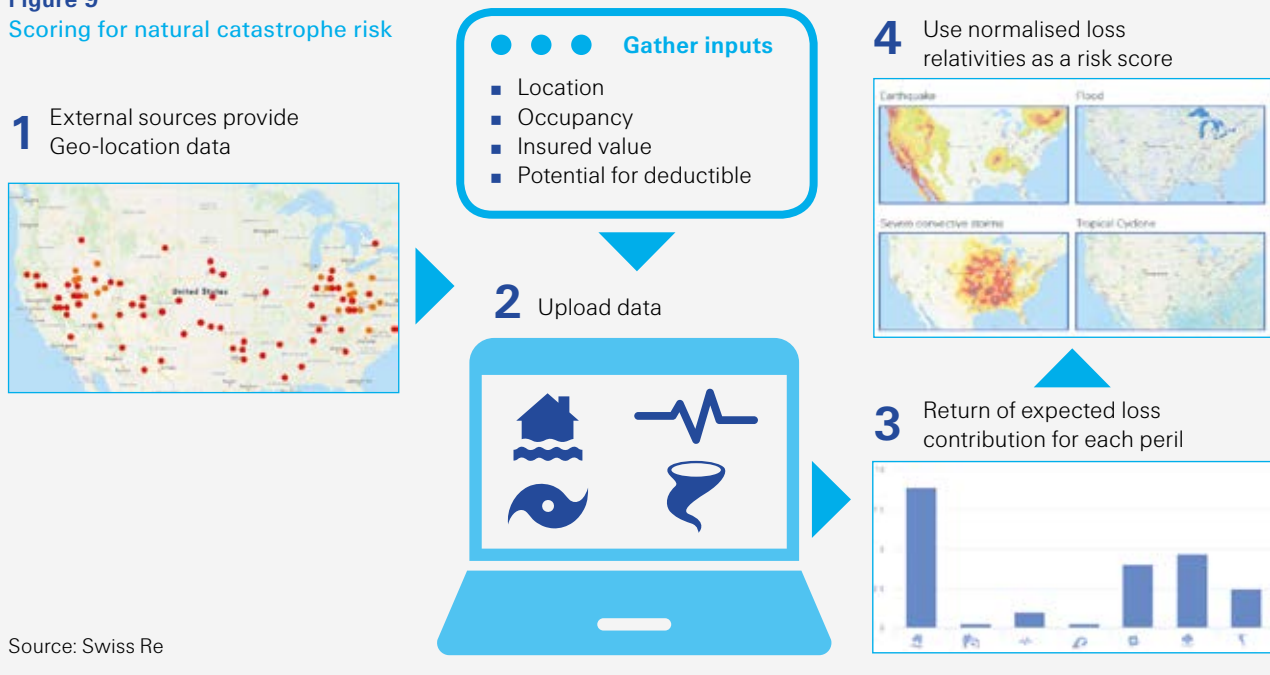 Figure 9
Scoring for natural catastrophe risk
1 External sources provide
Geo-location data
United States
Gather inputs
▪ Location
▪ Occupancy
▪ Insured value
▪ Potential for deductible
2 Upload data
3 Return of expected loss
contribution for each peril
4 Use normalised loss
relativities as a risk score
Earthquake
Flood
Severe convective storms
Tropical Cyclone
Source: Swiss Re